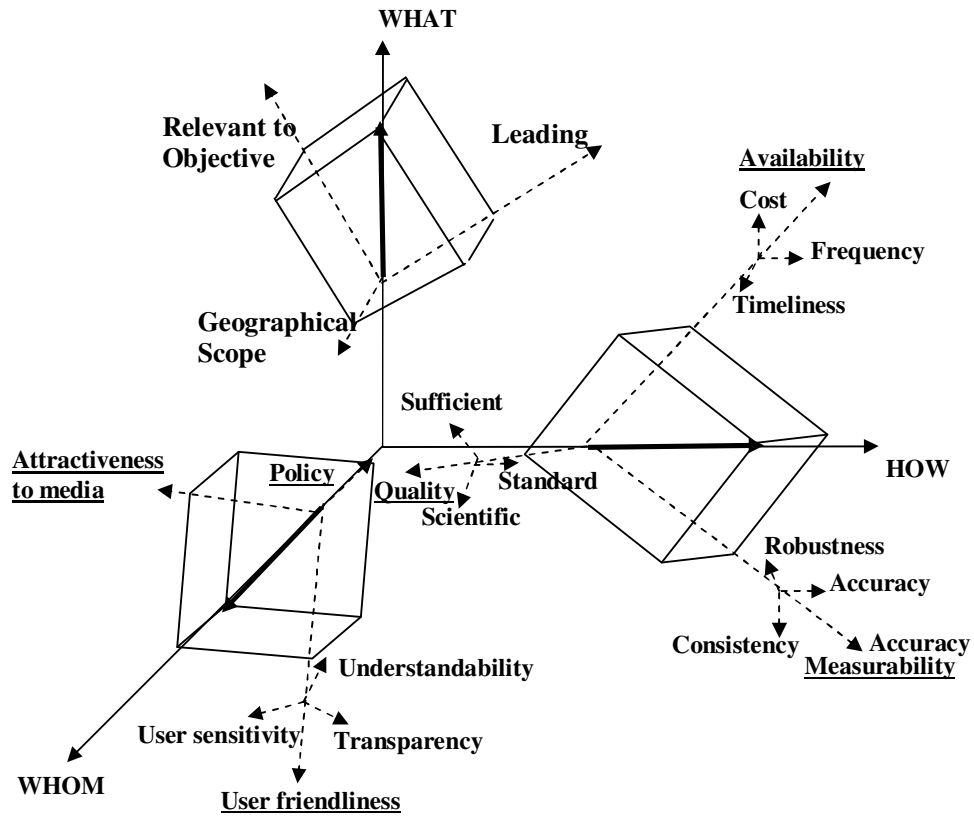 WHAT
Relevant to
Objective
Leading
Availability
Cost
Frequency
Timeliness
Geographical
Scope
Sufficient
Attractiveness
to media
Policy
Quality
Standard
Scientific
HOW
Robustness
Accuracy
Consistency
Accuracy
Measurability
Understandability
User sensitivity
Transparency
WHOM
User friendliness